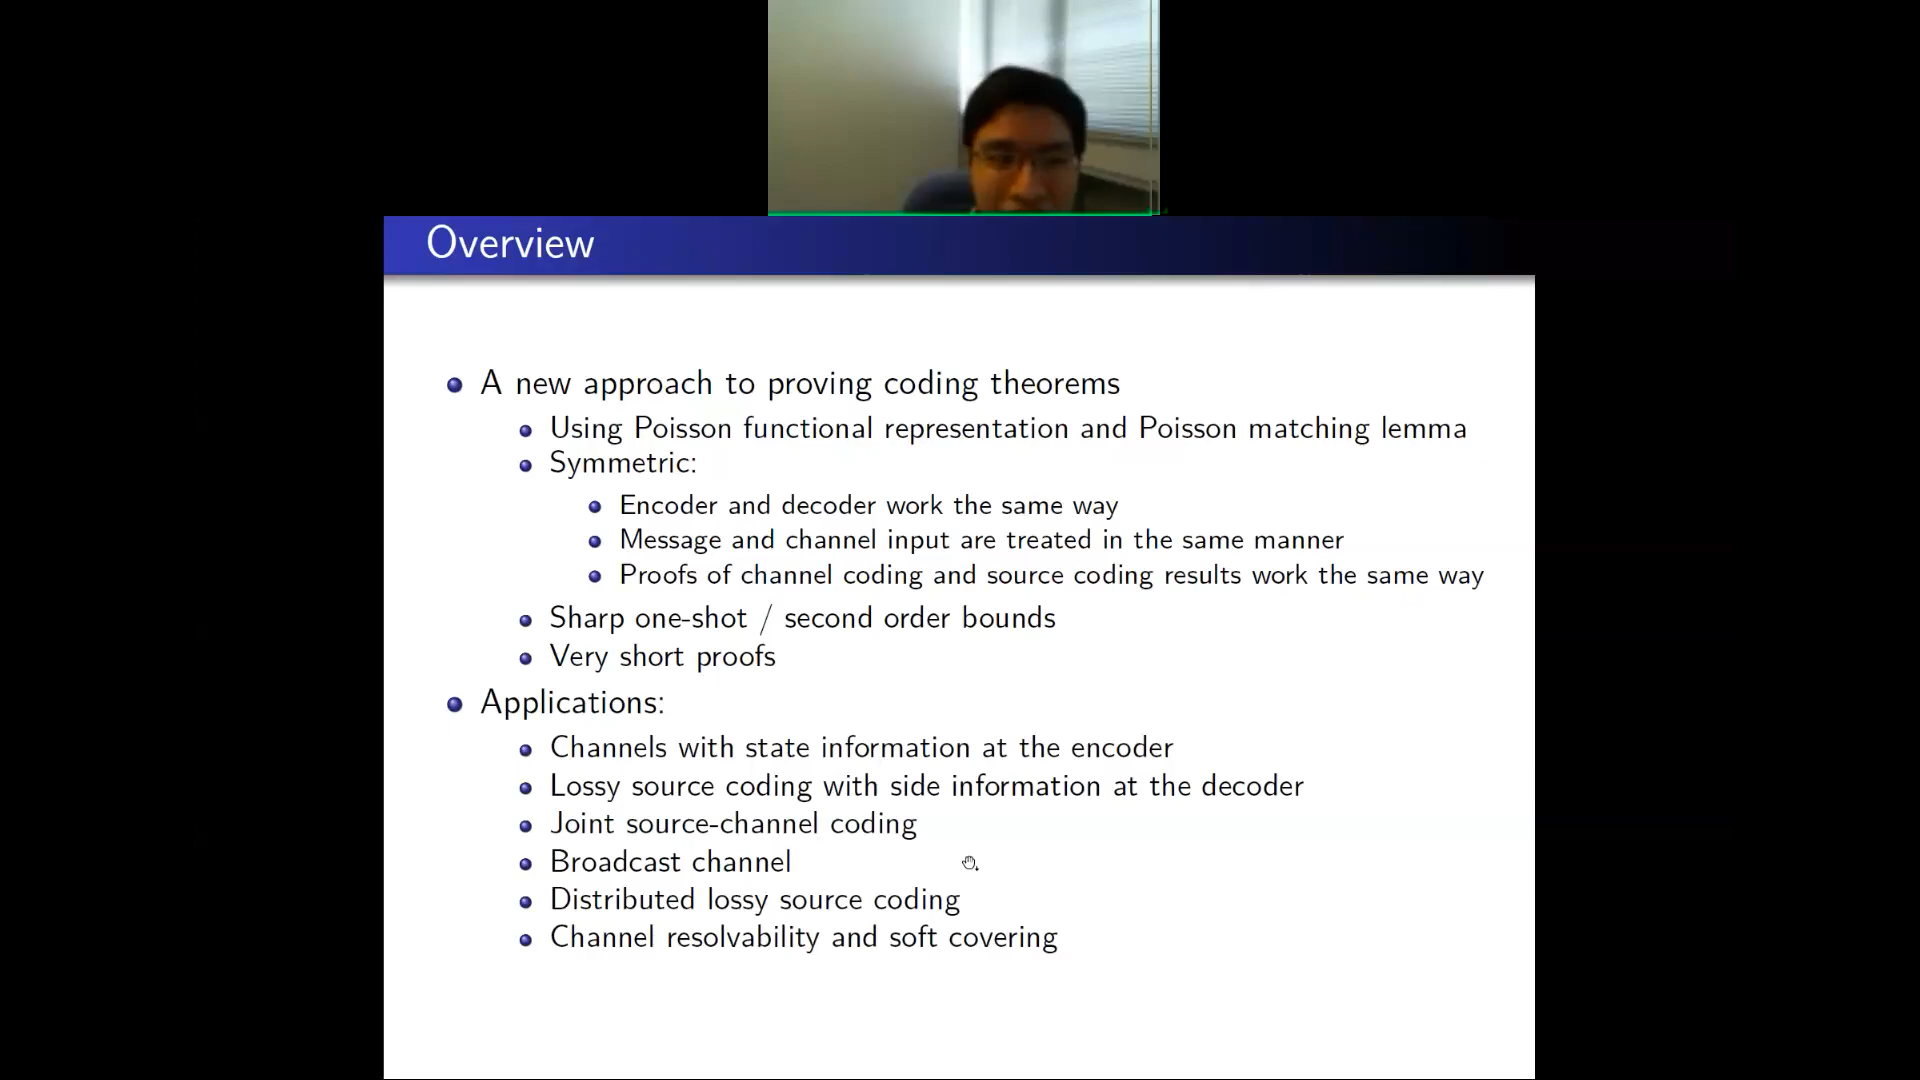 Overview
A new approach to proving coding theorems
Using Poisson functional representation and Poisson matching lemma
Symmetric:
Encoder and decoder work the same way
Message and channel input are treated in the same manner
Proofs of channel coding and source coding results work the same way
Sharp one-shot / second order bounds
Very short proofs
Applications:
Channels with state information at the encoder
Lossy source coding with side information at the decoder
Joint source-channel coding
Broadcast channel
Distributed lossy source coding
Channel resolvability and soft covering